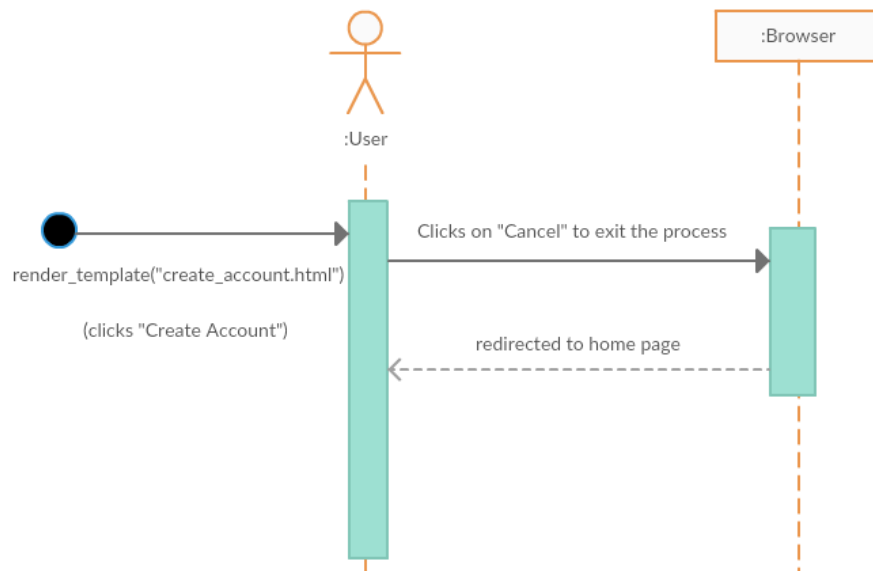 :Browser
:User
Clicks on "Cancel" to exit the process
render_template("create_account.html")
(clicks "Create Account")
redirected to home page